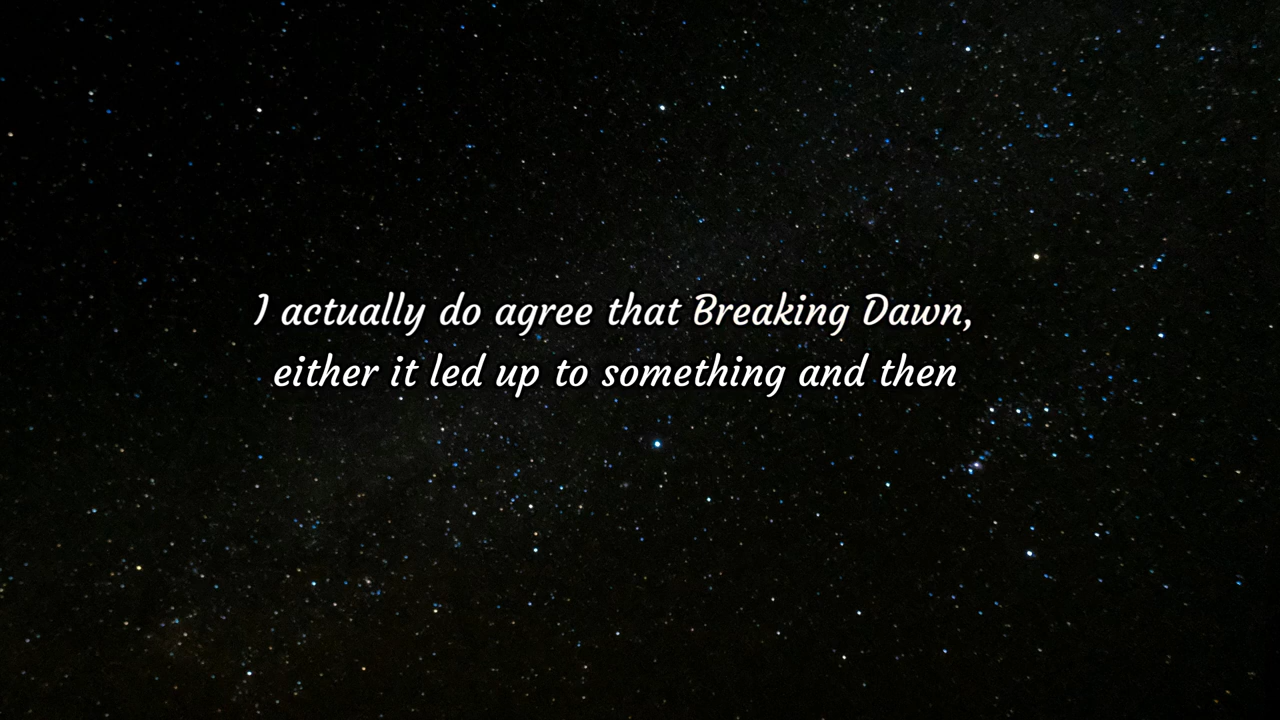 I actually do agree that Breaking Dawn,
either it led up to something and then